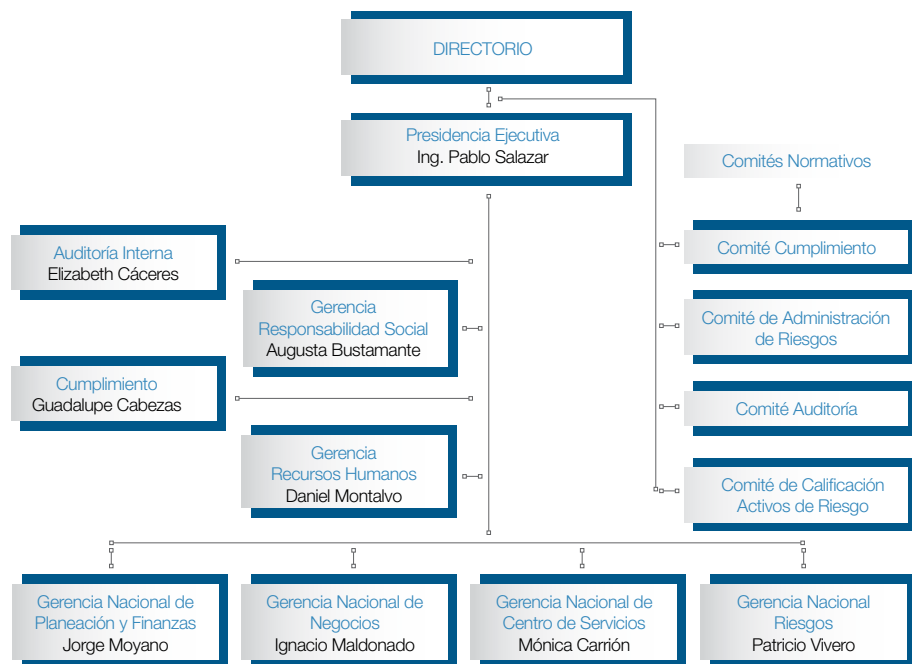 DIRECTORIO
Presidencia Ejecutiva
Ing. Pablo Salazar
Comités Normativos
Auditoría Interna
Elizabeth Cáceres
Comité Cumplimiento
Gerencia
Responsabilidad Social
Augusta Bustamante
Comité de Administración
de Riesgos
Cumplimiento
Guadalupe Cabezas
Comité Auditoría
Gerencia
Recursos Humanos
Daniel Montalvo
Comité de Calificación
Activos de Riesgo
Gerencia Nacional de
Planeación y Finanzas
Jorge Moyano
Gerencia Nacional de
Negocios
Ignacio Maldonado
Gerencia Nacional de
Centro de Servicios
Mónica Carrión
Gerencia Nacional
Riesgos
Patricio Vivero